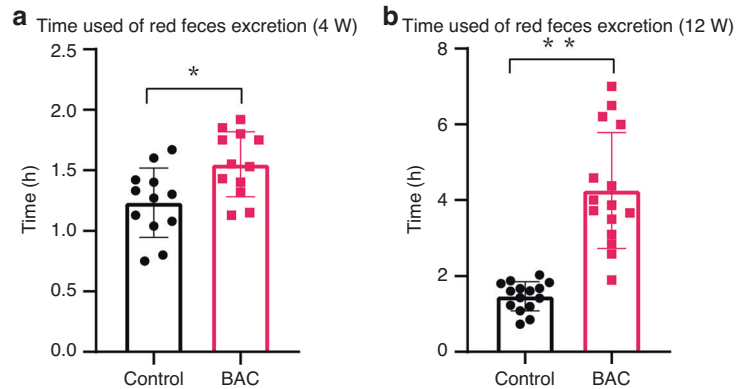 a Time used of red feces excretion (4 W)
2.5
2.0
1.5
1.0
0.5
0.0
Time (h)
*
Control BAC
b Time used of red feces excretion (12 W)
8
6
4
2
0
Time (h)
* *
Control BAC